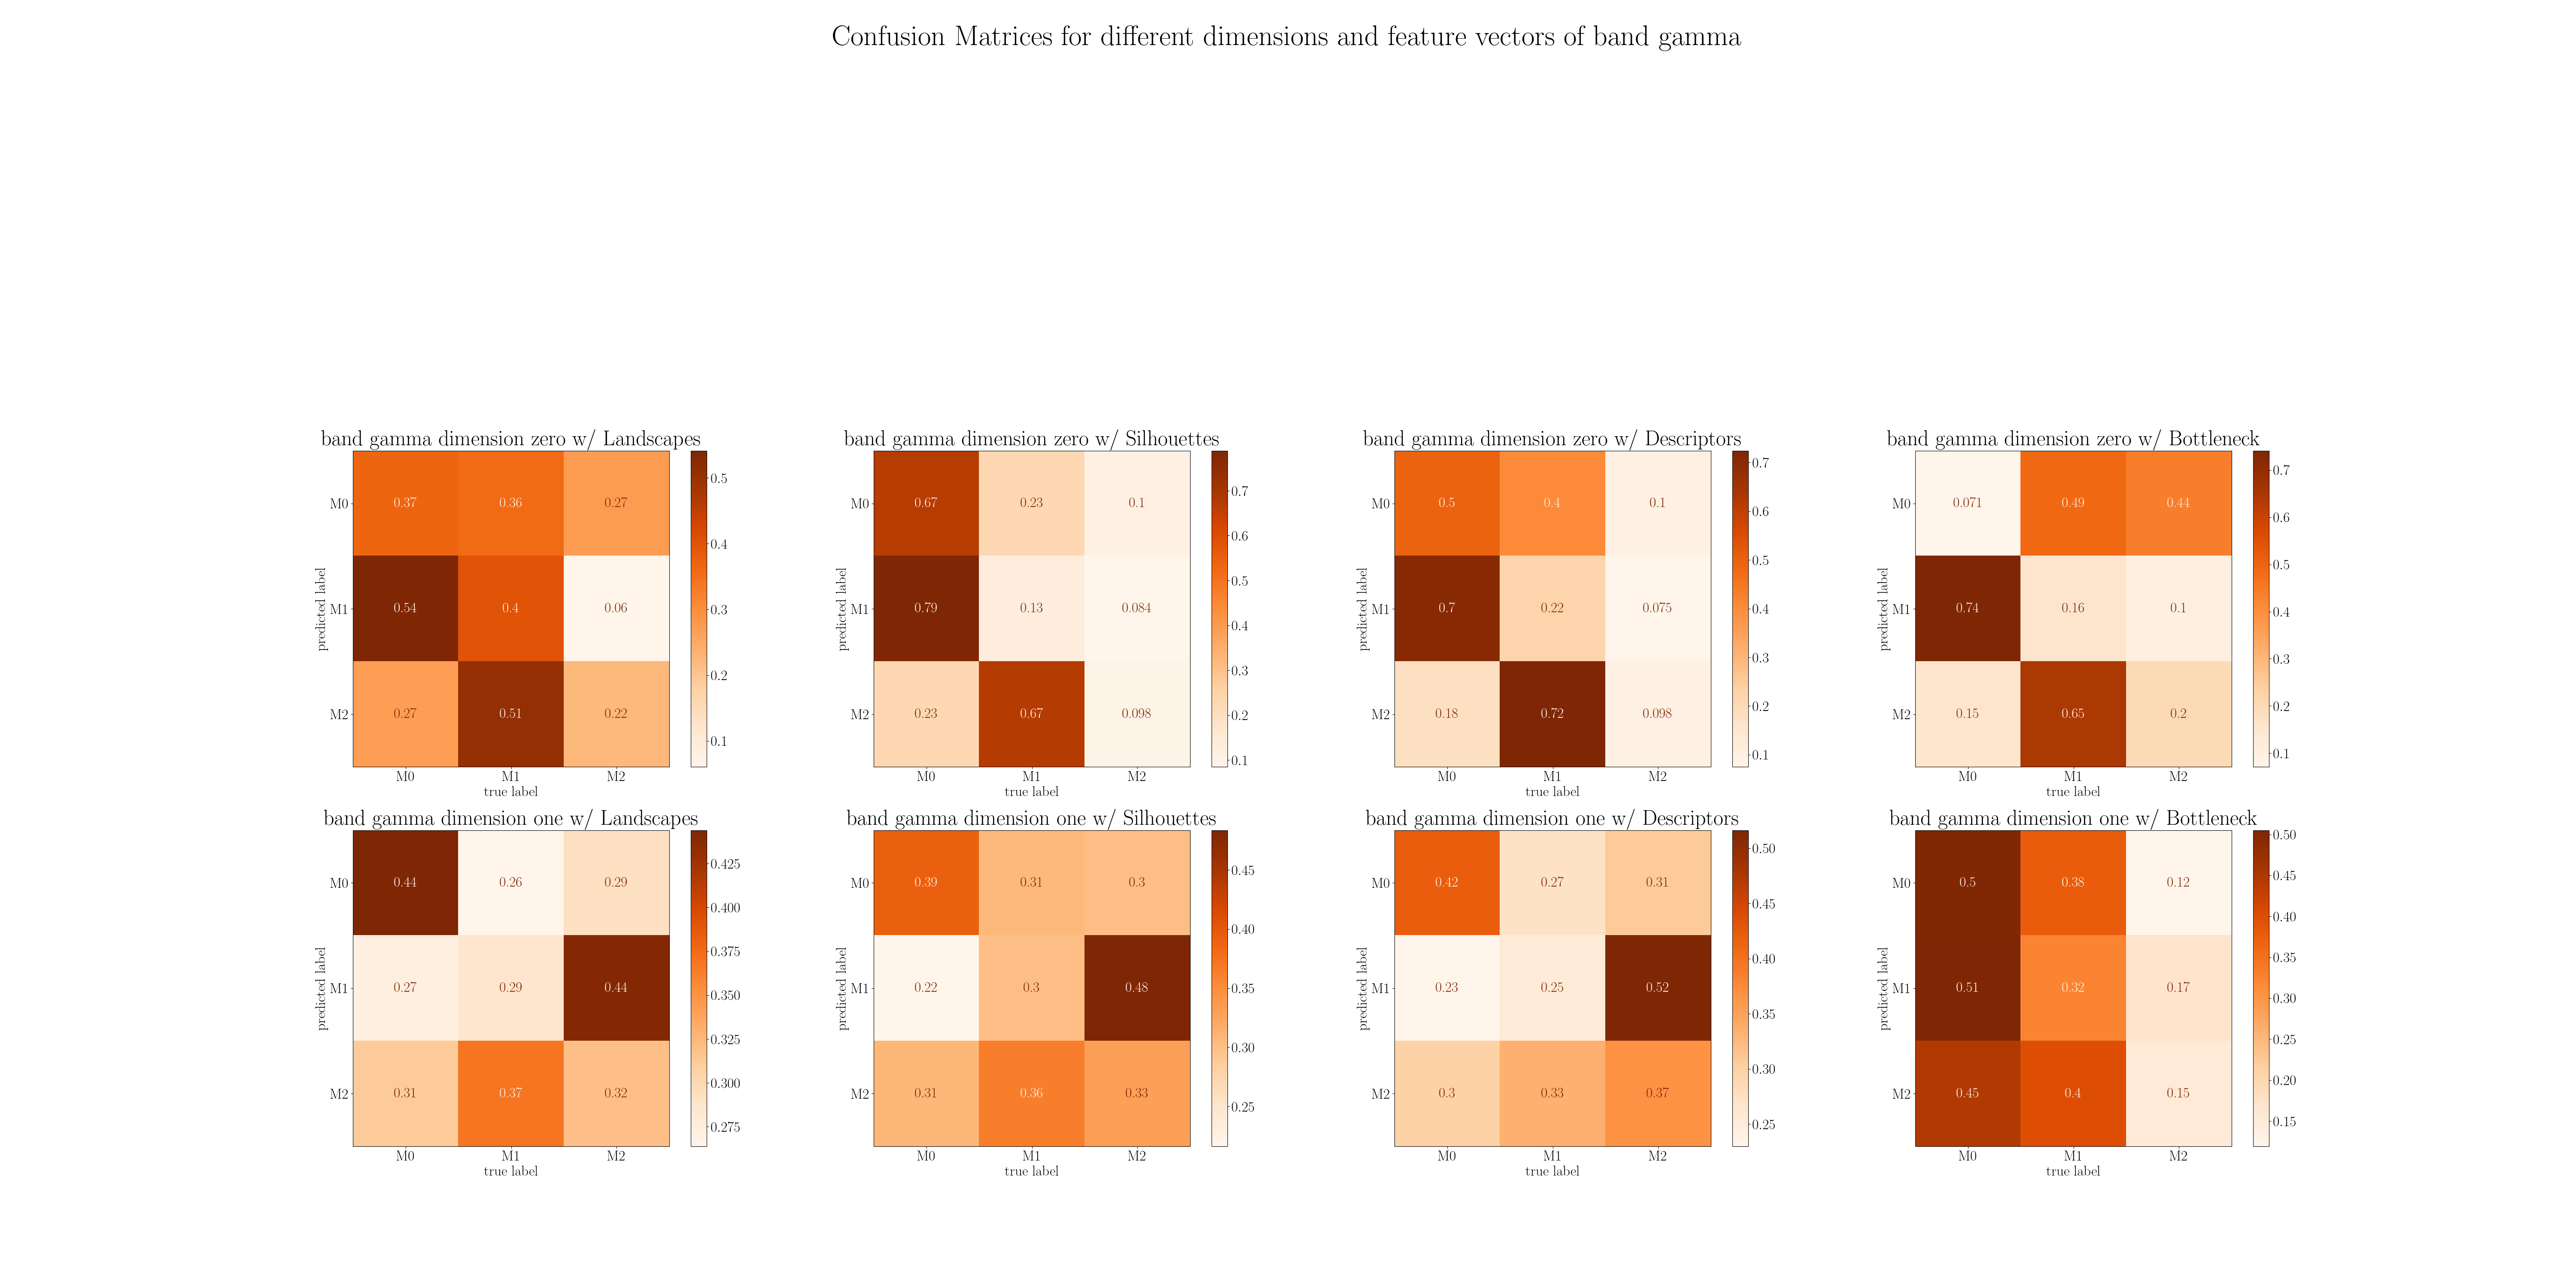 Confusion Matrices for different dimensions and feature vectors of band gamma
band gamma dimension zero w/ Landscapes
M0
M1
M2
predicted label
0.37 0.36 0.27
0.54 0.4 0.06
0.27 0.51 0.22
M0 M1 M2
true label
0.5
0.4
0.3
0.2
0.1
band gamma dimension zero w/ Silhouettes
M0
M1
M2
predicted label
0.67 0.23 0.1
0.79 0.13 0.084
0.23 0.67 0.098
M0 M1 M2
true label
0.7
0.6
0.5
0.4
0.3
0.2
0.1
band gamma dimension zero w/ Descriptors
M0
M1
M2
predicted label
0.5 0.4 0.1
0.7 0.22 0.075
0.18 0.72 0.098
M0 M1 M2
true label
0.7
0.6
0.5
0.4
0.3
0.2
0.1
band gamma dimension zero w/ Bottleneck
M0
M1
M2
predicted label
0.071 0.49 0.44
0.74 0.16 0.1
0.15 0.65 0.2
M0 M1 M2
true label
0.7
0.6
0.5
0.4
0.3
0.2
0.1
band gamma dimension one w/ Landscapes
M0
M1
M2
predicted label
0.44 0.26 0.29
0.27 0.29 0.44
0.31 0.37 0.32
M0 M1 M2
true label
0.425
0.400
0.375
0.350
0.325
0.300
0.275
band gamma dimension one w/ Silhouettes
M0
M1
M2
predicted label
0.39 0.31 0.3
0.22 0.3 0.48
0.31 0.36 0.33
M0 M1 M2
true label
0.45
0.40
0.35
0.30
0.25
band gamma dimension one w/ Descriptors
M0
M1
M2
predicted label
0.42 0.27 0.31
0.23 0.25 0.52
0.3 0.33 0.37
M0 M1 M2
true label
0.50
0.45
0.40
0.35
0.30
0.25
band gamma dimension one w/ Bottleneck
M0
M1
M2
predicted label
0.5 0.38 0.12
0.51 0.32 0.17
0.45 0.4 0.15
M0 M1 M2
true label
0.50
0.45
0.40
0.35
0.30
0.25
0.20
0.15